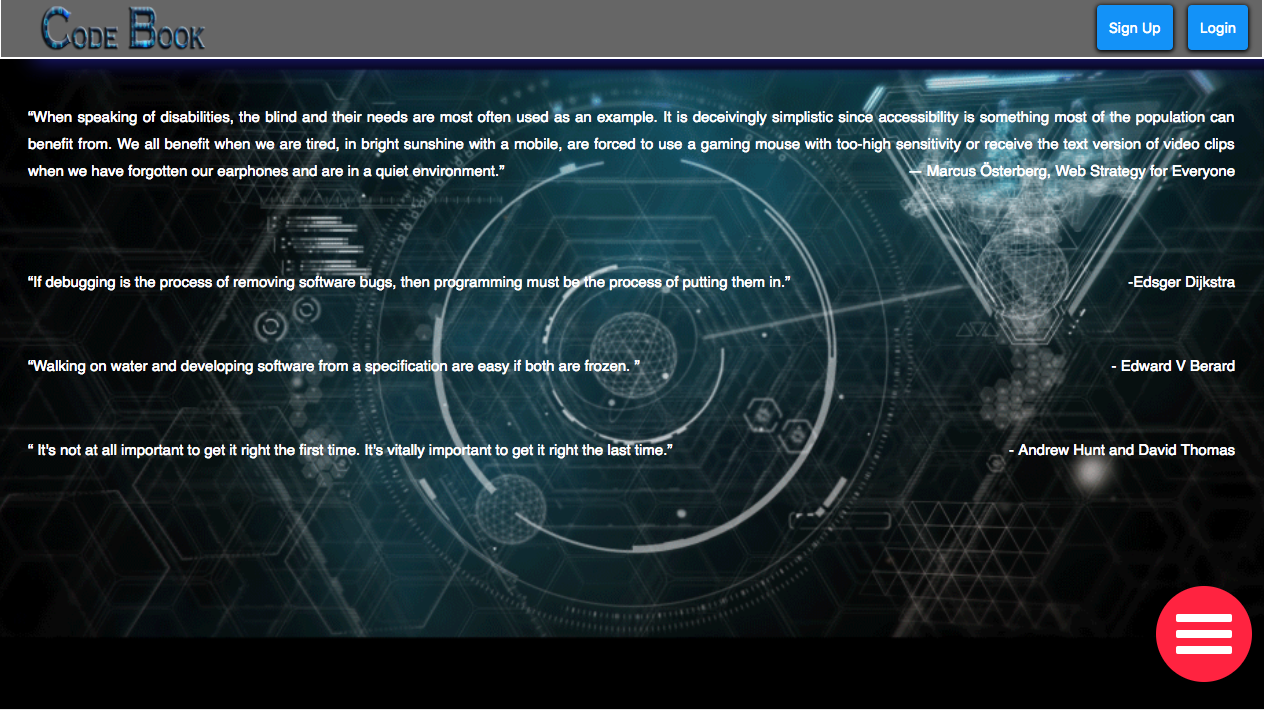 Code Book
Sign Up
Login
“When speaking of disabilities, the blind and their needs are most often used as an example. It is deceivingly simplistic since accessibility is something most of the population can
benefit from. We all benefit when we are tired, in bright sunshine with a mobile, are forced to use a gaming mouse with too-high sensitivity or receive the text version of video clips
when we have forgotten our earphones and are in a quiet environment.” — Marcus Österberg, Web Strategy for Everyone
“If debugging is the process of removing software bugs, then programming must be the process of putting them in.” -Edsger Dijkstra
“Walking on water and developing software from a specification are easy if both are frozen. ” - Edward V Berard
“ It’s not at all important to get it right the first time. It’s vitally important to get it right the last time.” - Andrew Hunt and David Thomas